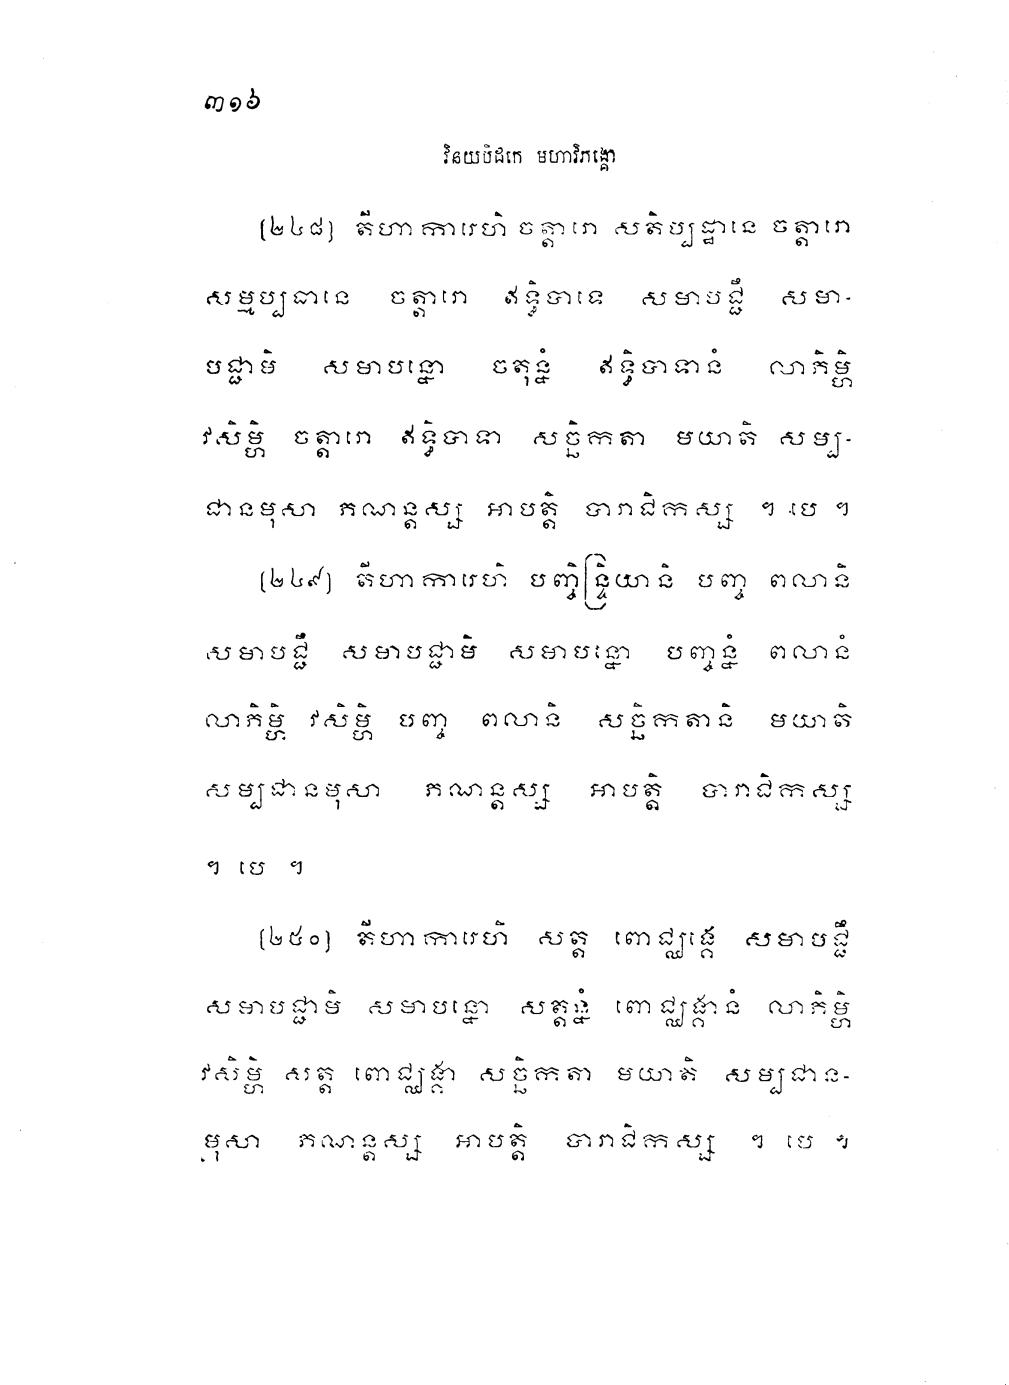 ៣១៦
វិនយបិដកេ មហាវិភង្គោ
(២៤៨) តីហាការេហិ ចត្តារោ សតិប្បដ្ឋានេ ចត្តារោ
សម្មប្បធានេ ចត្តារោ ឥទ្ធិបាទេ សមាបជ្ជឹ សមា-
បជ្ជាមិ សមាបន្នោ ចតុន្នំ ឥទ្ធិបាទានំ លាភិម្ហិ
វសិម្ហិ ចត្តារោ ឥទ្ធិបាទា សច្ឆិកតា មយាតិ សម្ប-
ជានមុសា ភណន្តស្ស អាបត្តិ បារាជិកស្ស ។ បេ ។
(២៤៩) តីហាការេហិ បញ្ចិន្ទ្រិយានិ បញ្ច ពលានិ
សមាបជ្ជឹ សមាបជ្ជាមិ សមាបន្នោ បញ្ចន្នំ ពលានំ
លាភិម្ហិ វសិម្ហិ បញ្ច ពលានិ សច្ឆិកតានិ មយាតិ
សម្បជានមុសា ភណន្តស្ស អាបត្តិ បារាជិកស្ស
។ បេ ។
(២៥០) តីហាការេហិ សត្ត ពោជ្ឈង្គេ សមាបជ្ជឹ
សមាបជ្ជាមិ សមាបន្នោ សត្តន្នំ ពោជ្ឈង្គានំ លាភិម្ហិ
វសិម្ហិ សត្ត ពោជ្ឈង្គា សច្ឆិកតា មយាតិ សម្បជាន-
មុសា ភណន្តស្ស អាបត្តិ បារាជិកស្ស ។ បេ ។